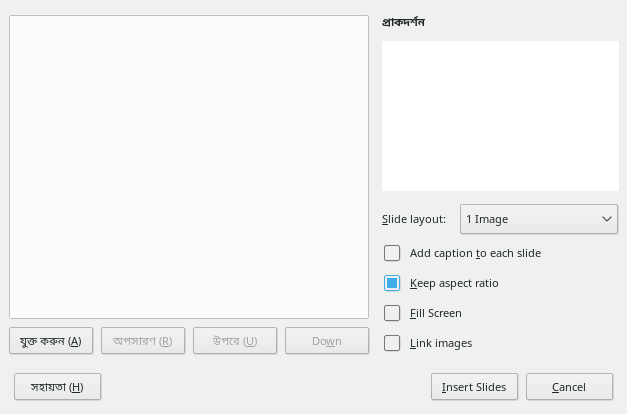 প্রাকদর্শন
Slide layout:
1 Image
Add caption to each slide
Keep aspect ratio
Fill Screen
Link images
যুক্ত করুন (A)
অপসারণ (R)
উপরে (U)
Down
সহায়তা (H)
Insert Slides
Cancel